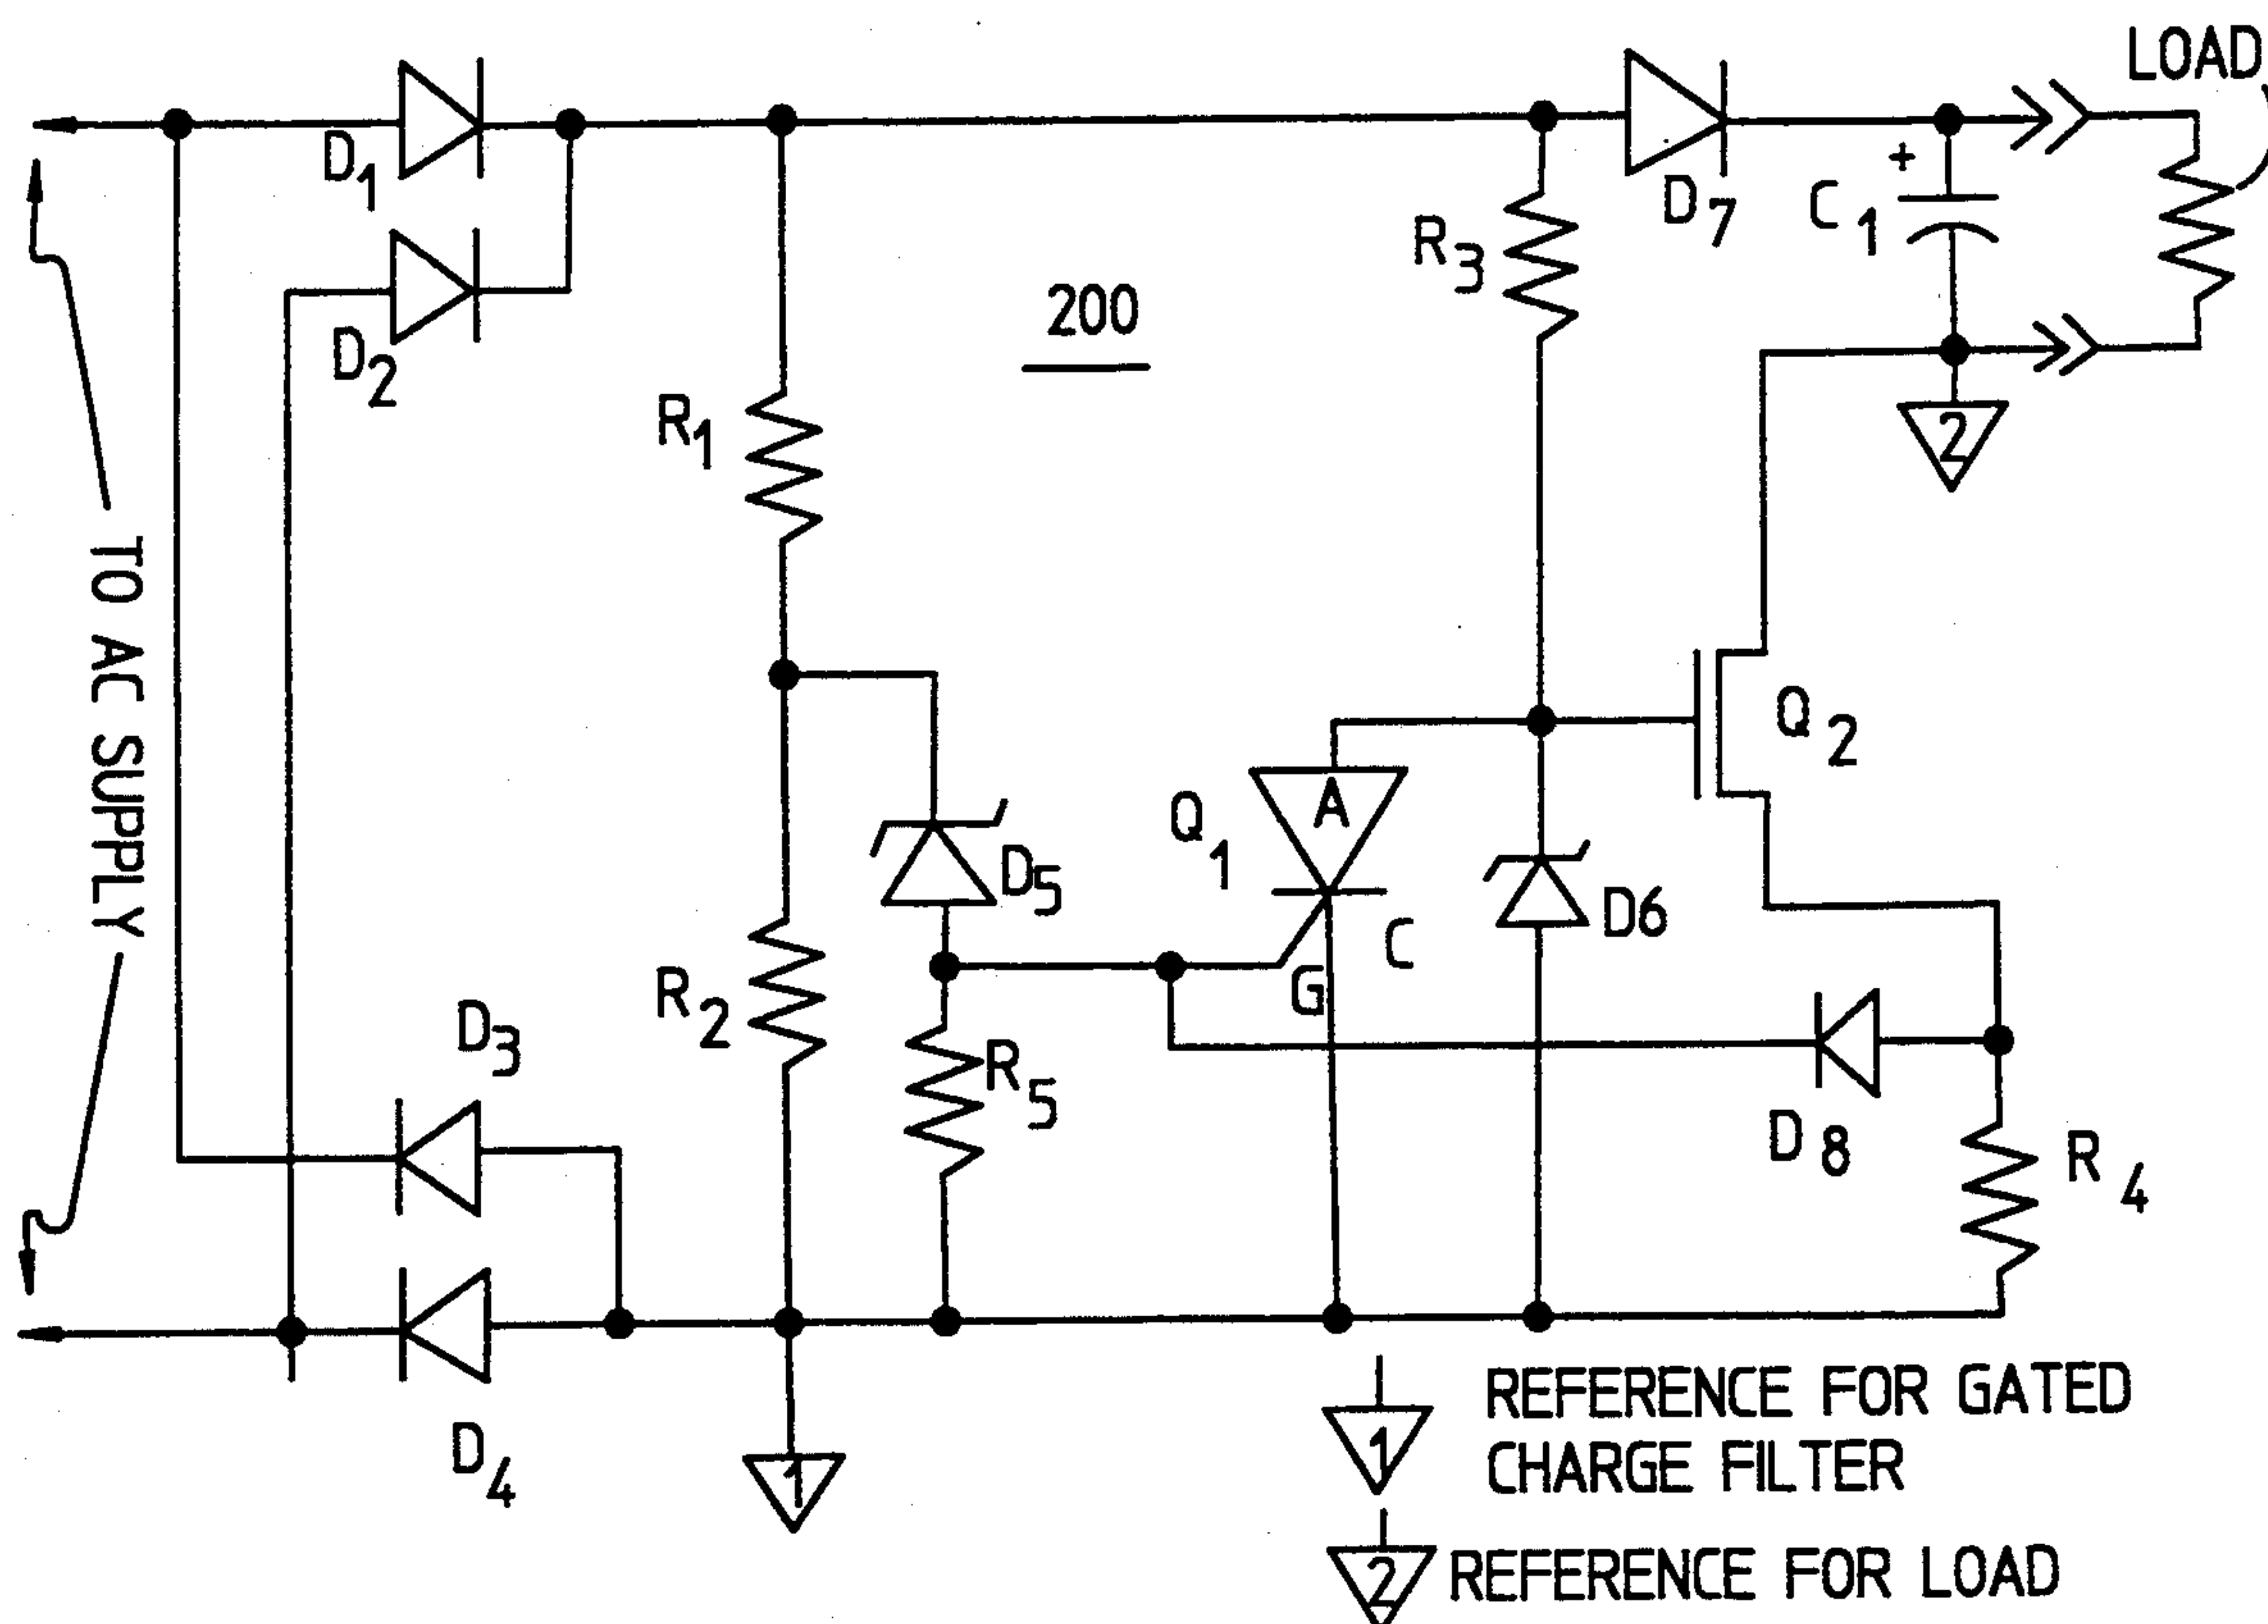 LOAD
D1
D7
C1
+
R3
D2
200
R1
2
TO AC SUPPLY
Q2
A
Q1
D5
D6
C
G
R2
D3
R5
D8
R4
D4
1
1
REFERENCE FOR GATED
CHARGE FILTER
2
REFERENCE FOR LOAD